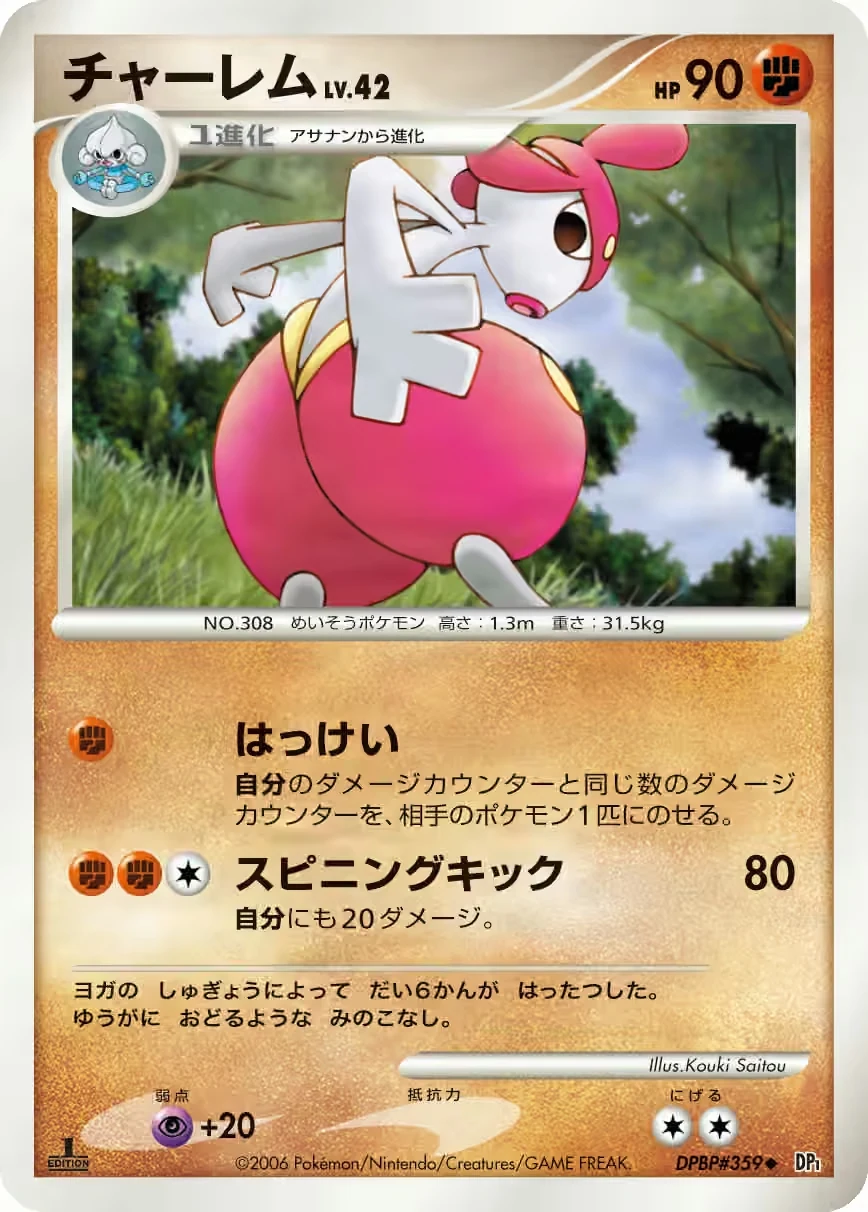 チャーレム LV.42 HP 90
1進化 アサナンから進化
NO.308 めいそうポケモン 高さ：1.3m 重さ：31.5kg
はっけい
自分のダメージカウンターと同じ数のダメージ
カウンターを、相手のポケモン1匹にのせる。
スピニングキック 80
自分にも20ダメージ。
ヨガの しゅぎょうによって だい6かんが はったつした。
ゆうがに おどるような みのこなし。
Illus.Kouki Saitou
弱点 抵抗力 にげる
+20
1 EDITION ©2006 Pokémon/Nintendo/Creatures/GAME FREAK. DPBP#359◆ DP1